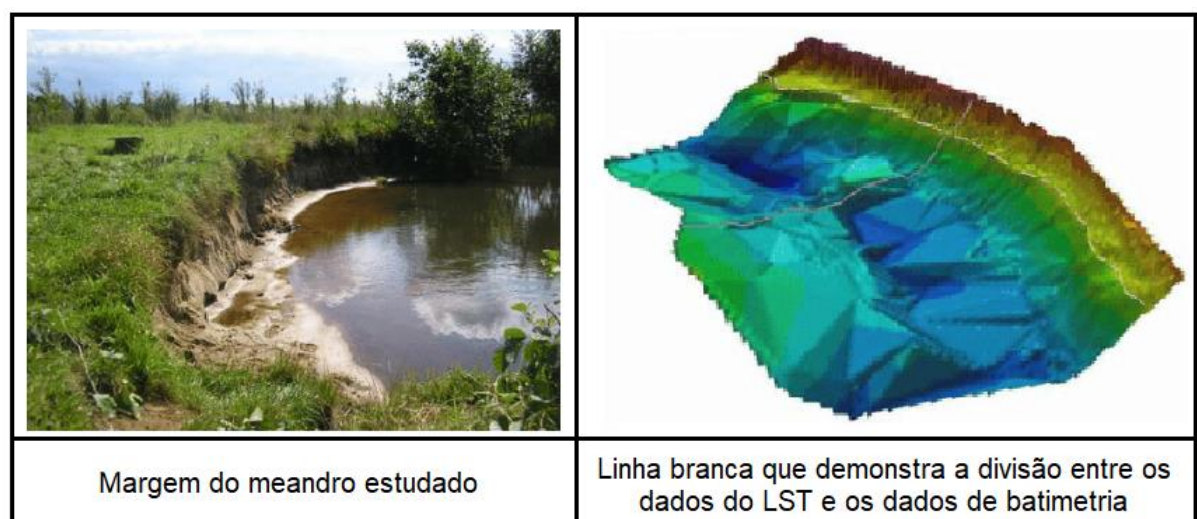 Margem do meandro estudado
Linha branca que demonstra a divisão entre os
dados do LST e os dados de batimetria